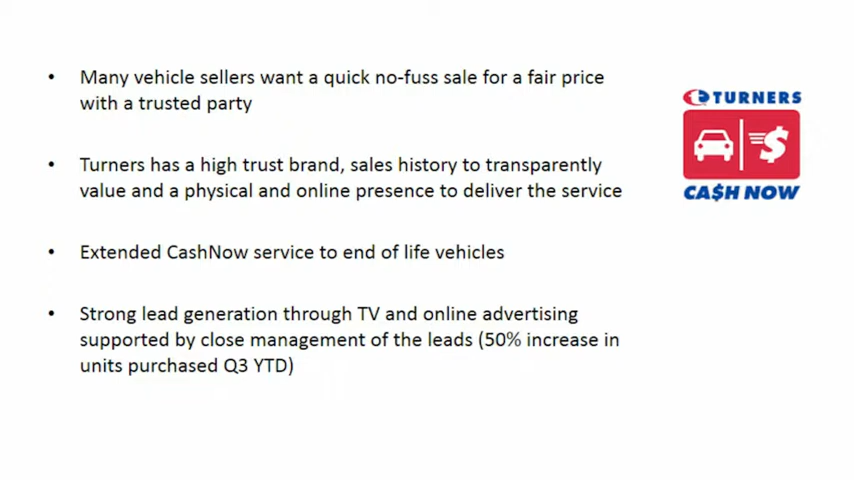 • Many vehicle sellers want a quick no-fuss sale for a fair price
with a trusted party
• Turners has a high trust brand, sales history to transparently
value and a physical and online presence to deliver the service
• Extended CashNow service to end of life vehicles
• Strong lead generation through TV and online advertising
supported by close management of the leads (50% increase in
units purchased Q3 YTD)
TURNERS
$
CA$H NOW